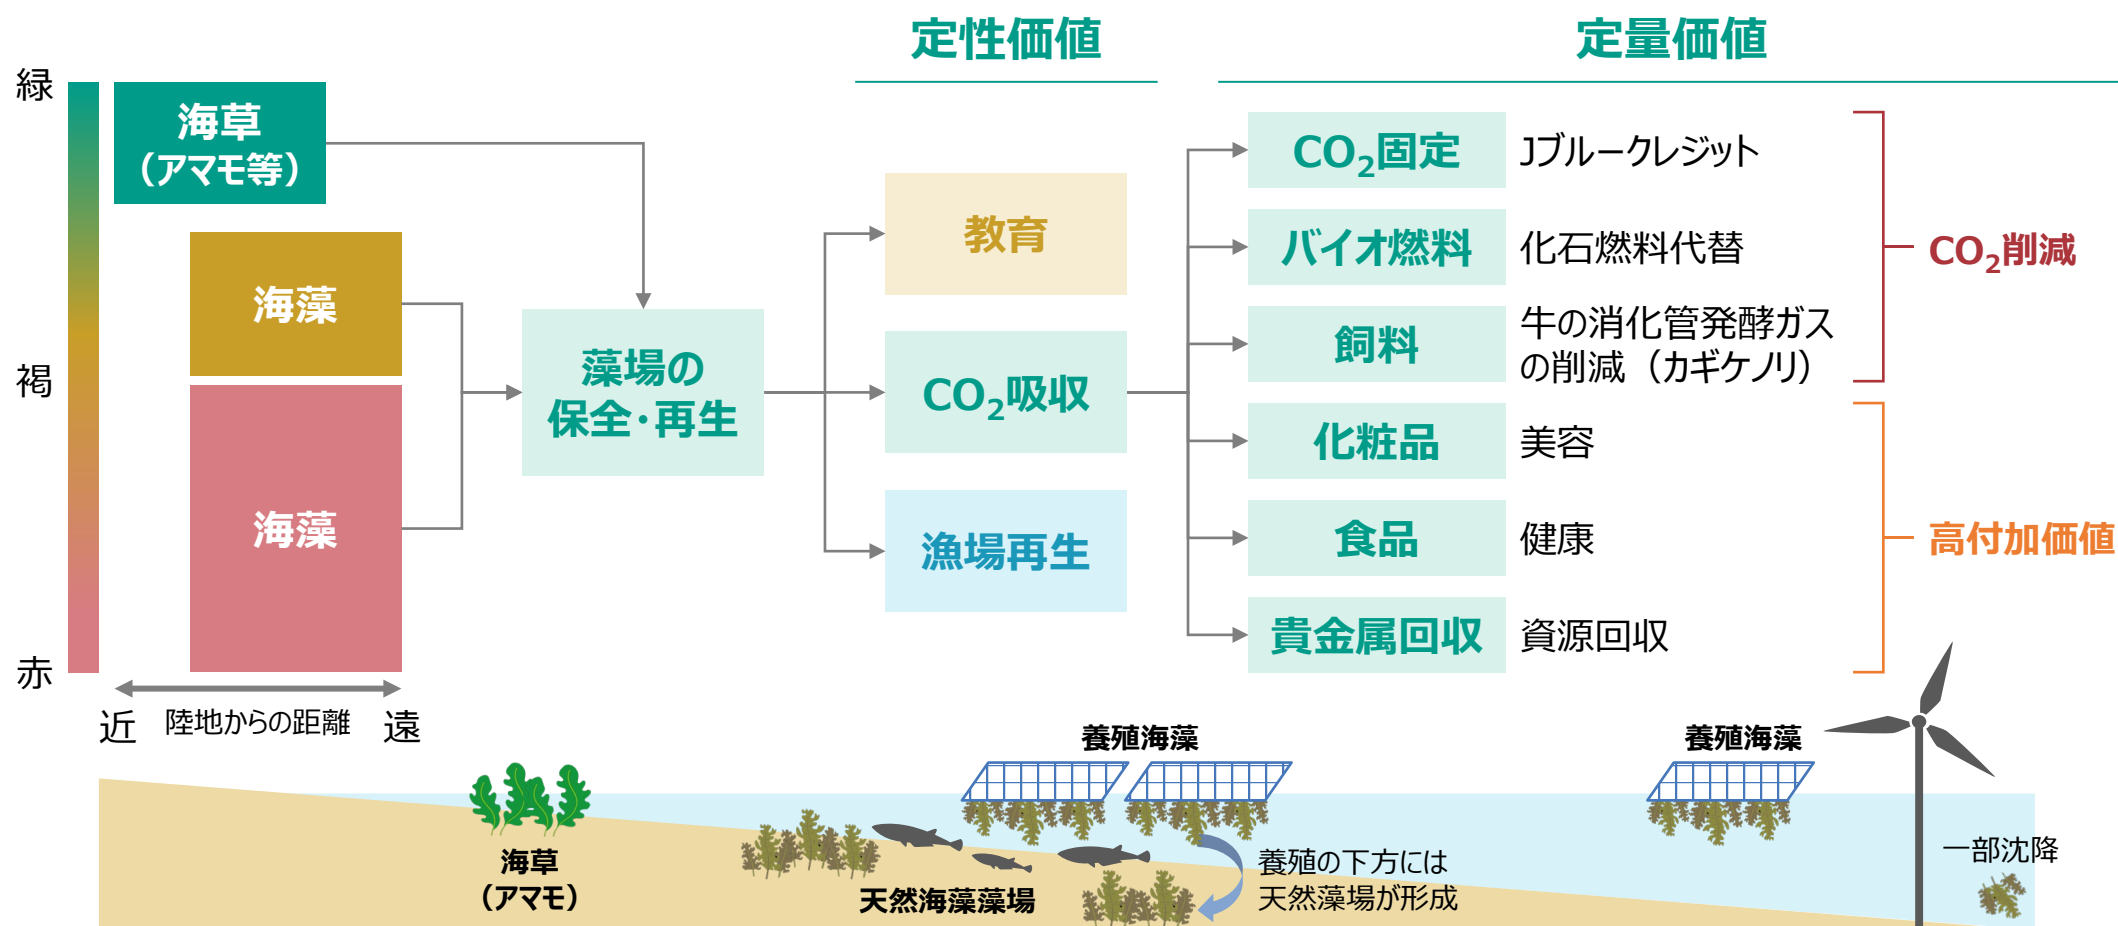 定性価値
定量価値
緑
褐
赤
海草
（アマモ等）
海藻
海藻
近
陸地からの距離
遠
藻場の
保全・再生
教育
CO₂吸収
漁場再生
CO₂固定
Jブルークレジット
バイオ燃料
化石燃料代替
飼料
牛の消化管発酵ガス
の削減（カギケノリ）
化粧品
美容
食品
健康
貴金属回収
資源回収
CO₂削減
高付加価値
養殖海藻
養殖海藻
海草
（アマモ）
天然海藻藻場
養殖の下方には
天然藻場が形成
一部沈降